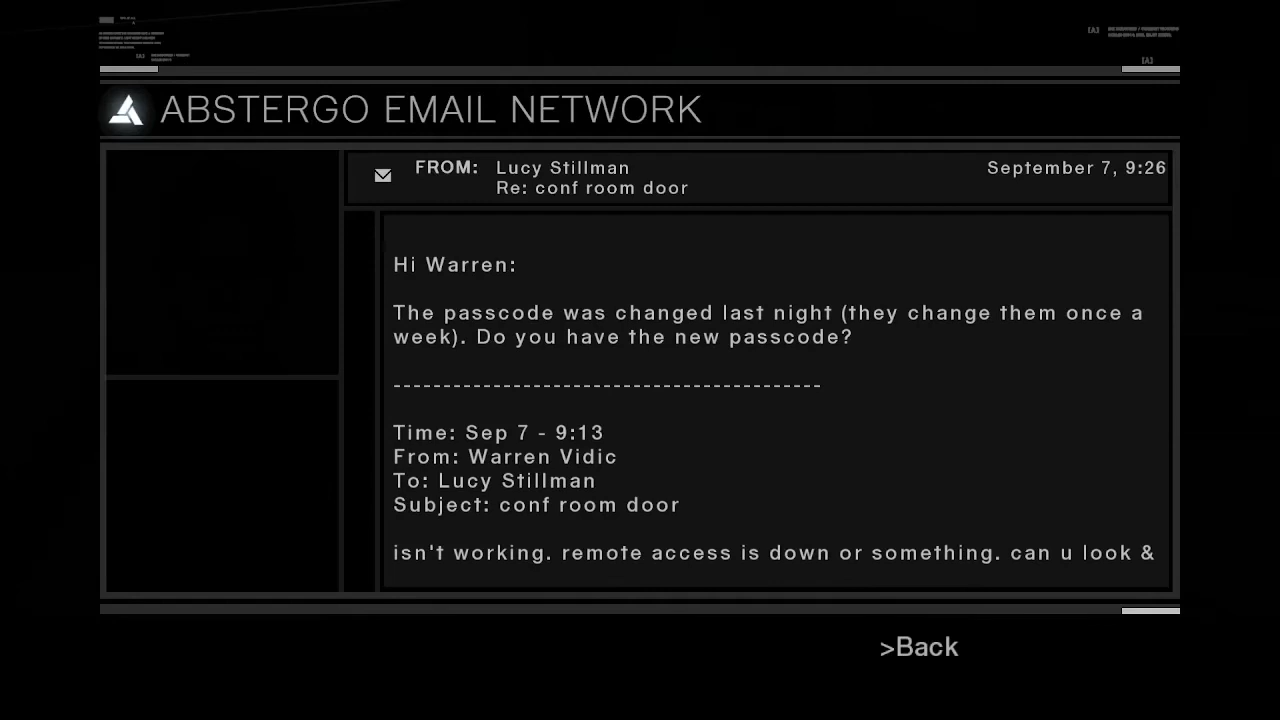 ABSTERGO EMAIL NETWORK
FROM: Lucy Stillman
September 7, 9:26
Re: conf room door
Hi Warren:
The passcode was changed last night (they change them once a
week). Do you have the new passcode?
-------------------------------------------
Time: Sep 7 - 9:13
From: Warren Vidic
To: Lucy Stillman
Subject: conf room door
isn't working. remote access is down or something. can u look &
>Back